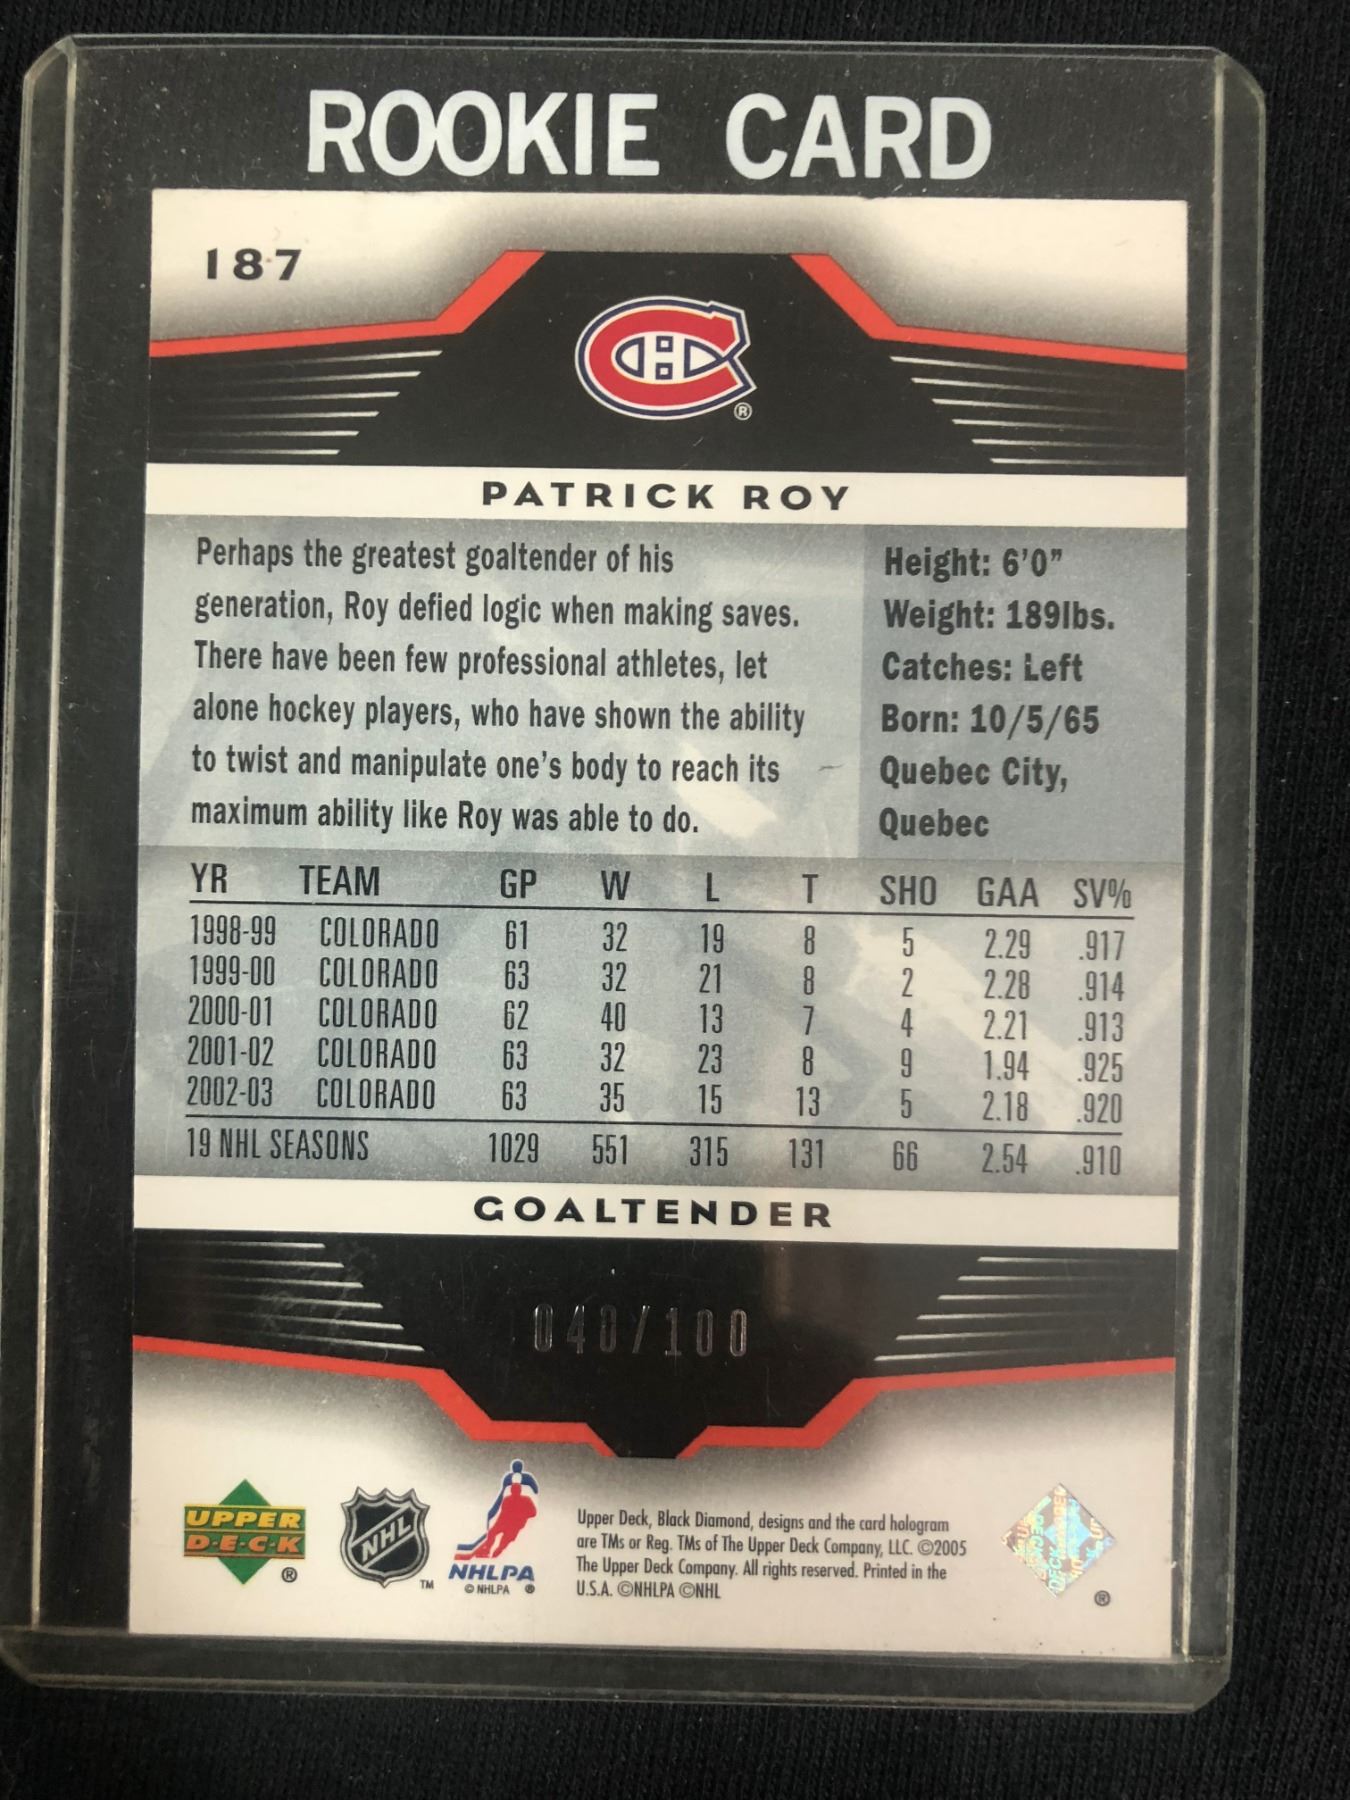 ROOKIE CARD
187
®
PATRICK ROY
Perhaps the greatest goaltender of his
generation, Roy defied logic when making saves.
There have been few professional athletes, let
alone hockey players, who have shown the ability
to twist and manipulate one's body to reach its
maximum ability like Roy was able to do.
Height: 6'0"
Weight: 189lbs.
Catches: Left
Born: 10/5/65
Quebec City,
Quebec
YR TEAM GP W L T SHO GAA SV%
1998-99 COLORADO 61 32 19 8 5 2.29 .917
1999-00 COLORADO 63 32 21 8 2 2.28 .914
2000-01 COLORADO 62 40 13 7 4 2.21 .913
2001-02 COLORADO 63 32 23 8 9 1.94 .925
2002-03 COLORADO 63 35 15 13 5 2.18 .920
19 NHL SEASONS 1029 551 315 131 66 2.54 .910
GOALTENDER
040/100
UPPER
D·E·C·K
®
NHL
TM
NHLPA
© NHLPA ®
Upper Deck, Black Diamond, designs and the card hologram
are TMs or Reg. TMs of The Upper Deck Company, LLC. ©2005
The Upper Deck Company. All rights reserved. Printed in the
U.S.A. ©NHLPA ©NHL
®